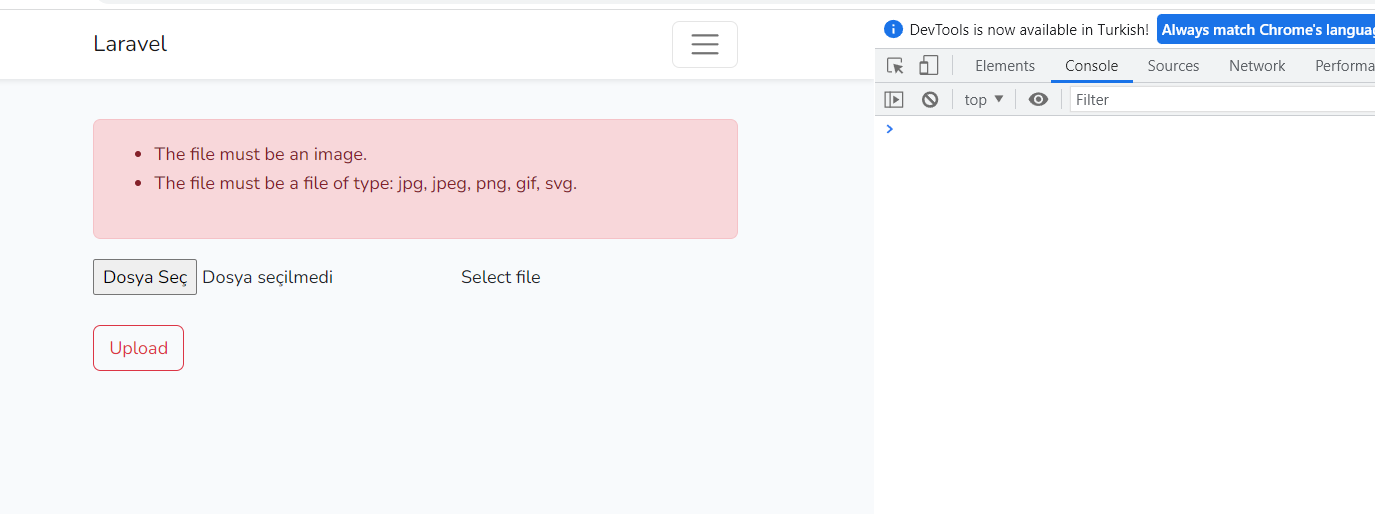 Laravel
The file must be an image.
The file must be a file of type: jpg, jpeg, png, gif, svg.
Dosya Seç Dosya seçilmedi Select file
Upload
DevTools is now available in Turkish! Always match Chrome's langua
Elements Console Sources Network Performa
top Filter